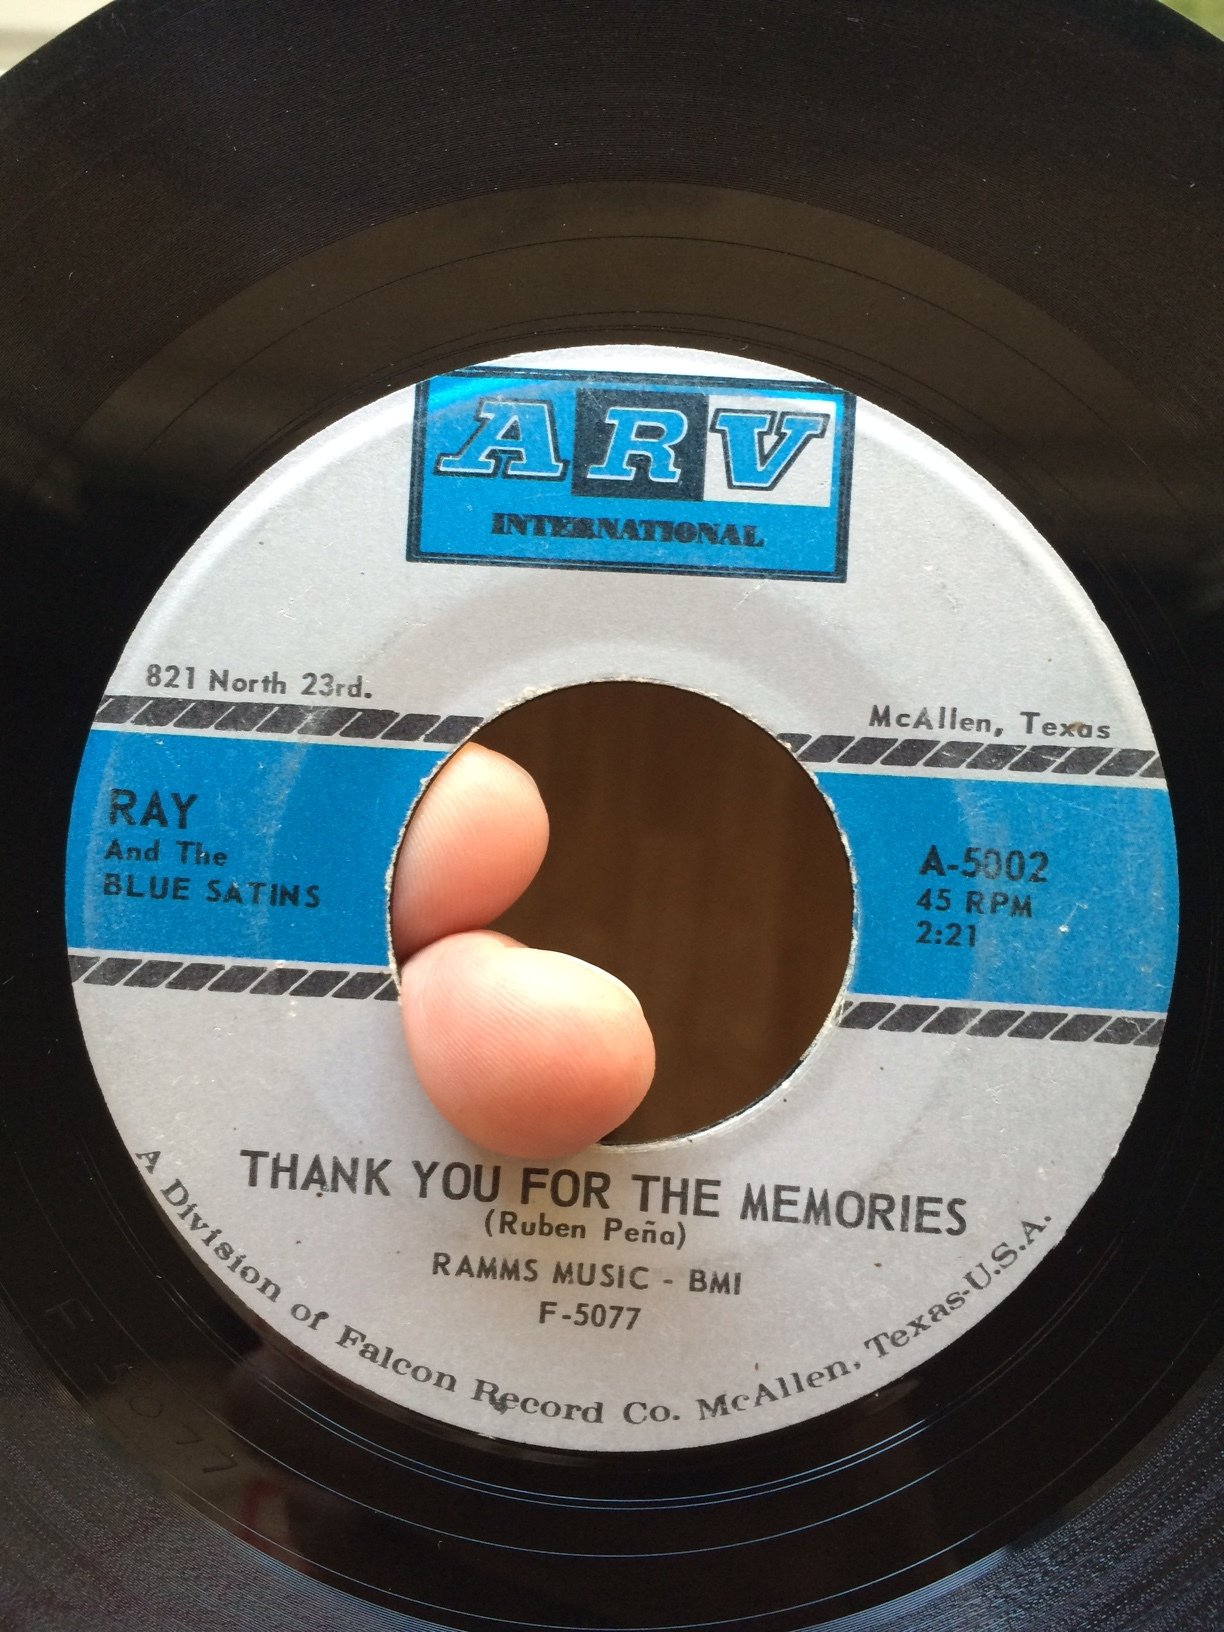 ARV
INTERNATIONAL
821 North 23rd.
McAllen, Texas
RAY
And The
BLUE SATINS
A-5002
45 RPM
2:21
THANK YOU FOR THE MEMORIES
(Ruben Peña)
RAMMS MUSIC - BMI
F-5077
A Division of Falcon Record Co. McAllen, Texas-U.S.A.
F-5077